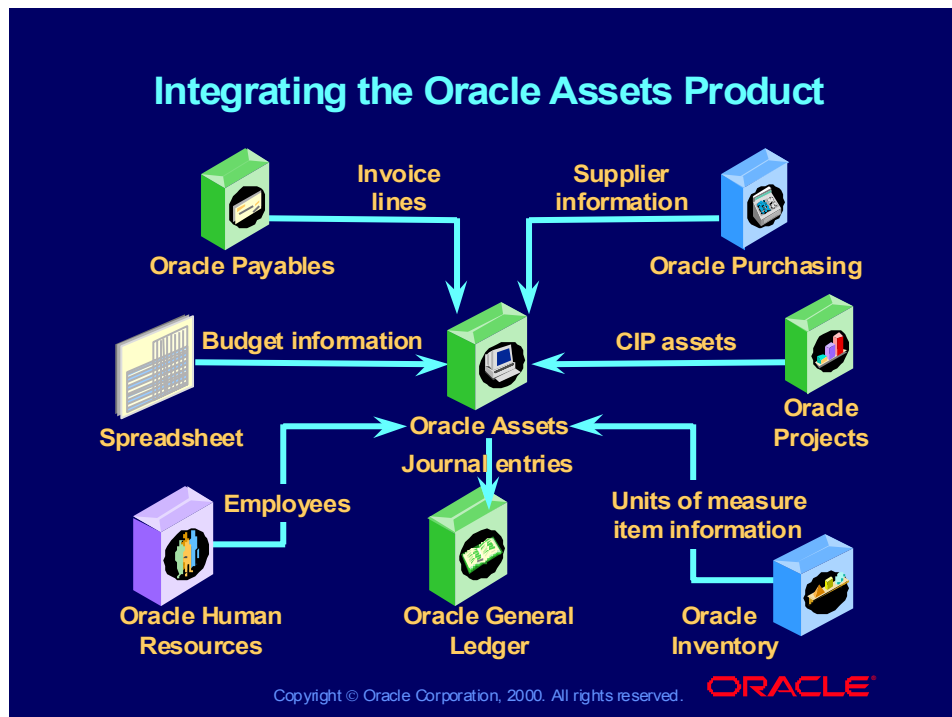 Integrating the Oracle Assets Product
Invoice
lines
Supplier
information
Oracle Payables
Oracle Purchasing
Budget information
CIP assets
Spreadsheet
Oracle Assets
Oracle
Projects
Journal entries
Employees
Units of measure
item information
Oracle Human
Resources
Oracle General
Ledger
Oracle
Inventory
Copyright © Oracle Corporation, 2000. All rights reserved.
ORACLE®